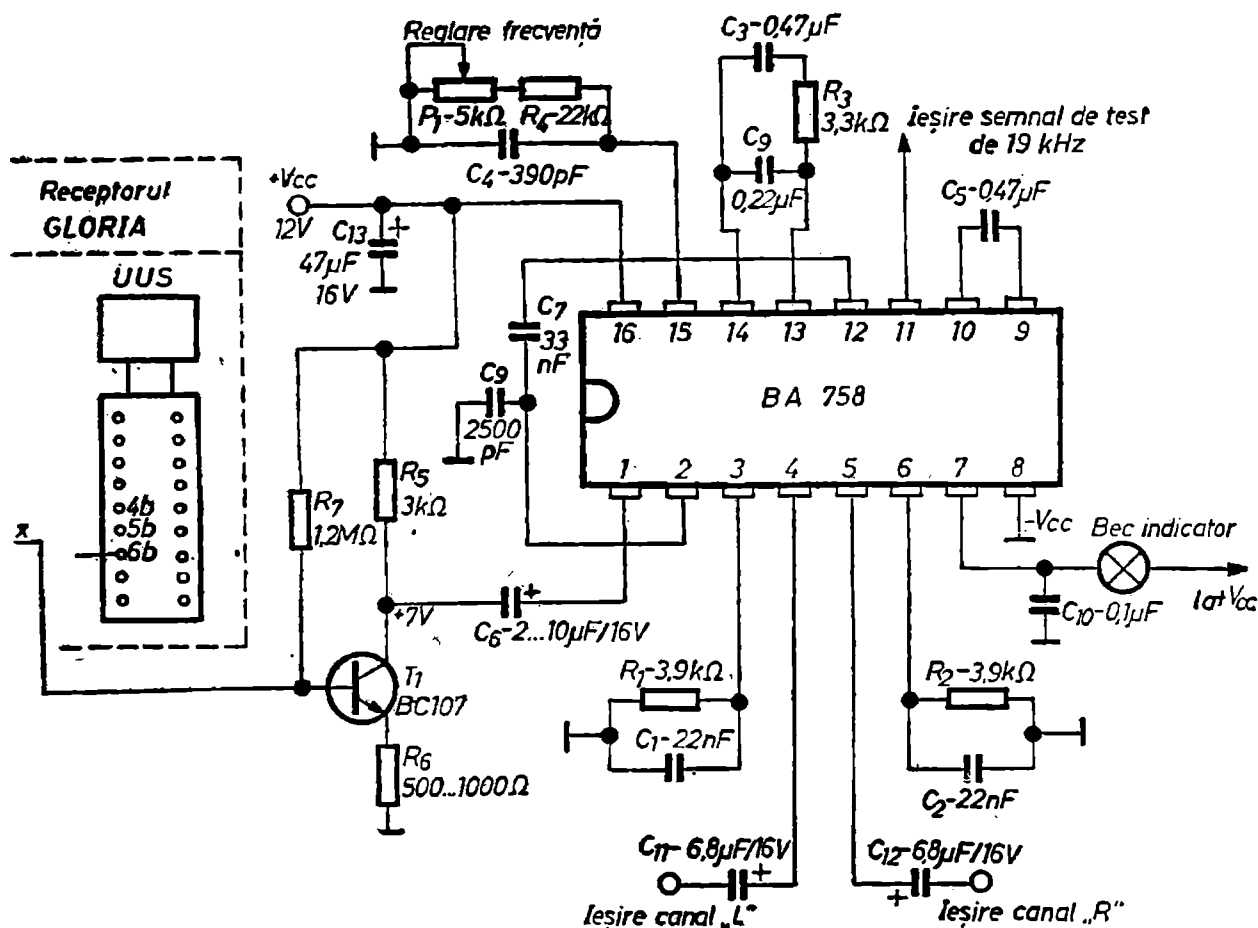 Reglare frecvență
P1-5kΩ
R4-22kΩ
C4-390pF
C3-0,47µF
R3
3,3kΩ
C9
0,22µF
Ieșire semnal de test
de 19 kHz
C5-0,47µF
Receptorul
GLORIA
UUS
4b
5b
6b
x
+Vcc
12V
C13
+
47µF
16V
C7
33
nF
C9
2500
pF
16
15
14
13
12
11
10
9
BA 758
1
2
3
4
5
6
7
8
R7
1,2MΩ
R5
3kΩ
+7V
+
C6-2...10µF/16V
T1
BC107
R6
500...1000Ω
-Vcc
Bec indicator
la+Vcc
C10-0,1µF
R1-3,9kΩ
C1-22nF
R2-3,9kΩ
C2-22nF
C11-6,8µF/16V
+
Ieșire canal „L"
C12-6,8µF/16V
+
Ieșire canal „R"